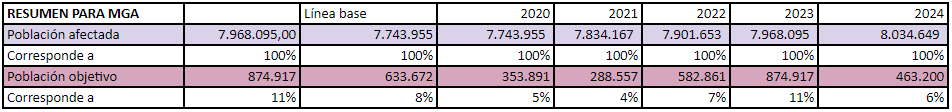 RESUMEN PARA MGA Línea base 2020 2021 2022 2023 2024
Población afectada 7.968.095,00 7.743.955 7.743.955 7.834.167 7.901.653 7.968.095 8.034.649
Corresponde a 100% 100% 100% 100% 100% 100% 100%
Población objetivo 874.917 633.672 353.891 288.557 582.861 874.917 463.200
Corresponde a 11% 8% 5% 4% 7% 11% 6%